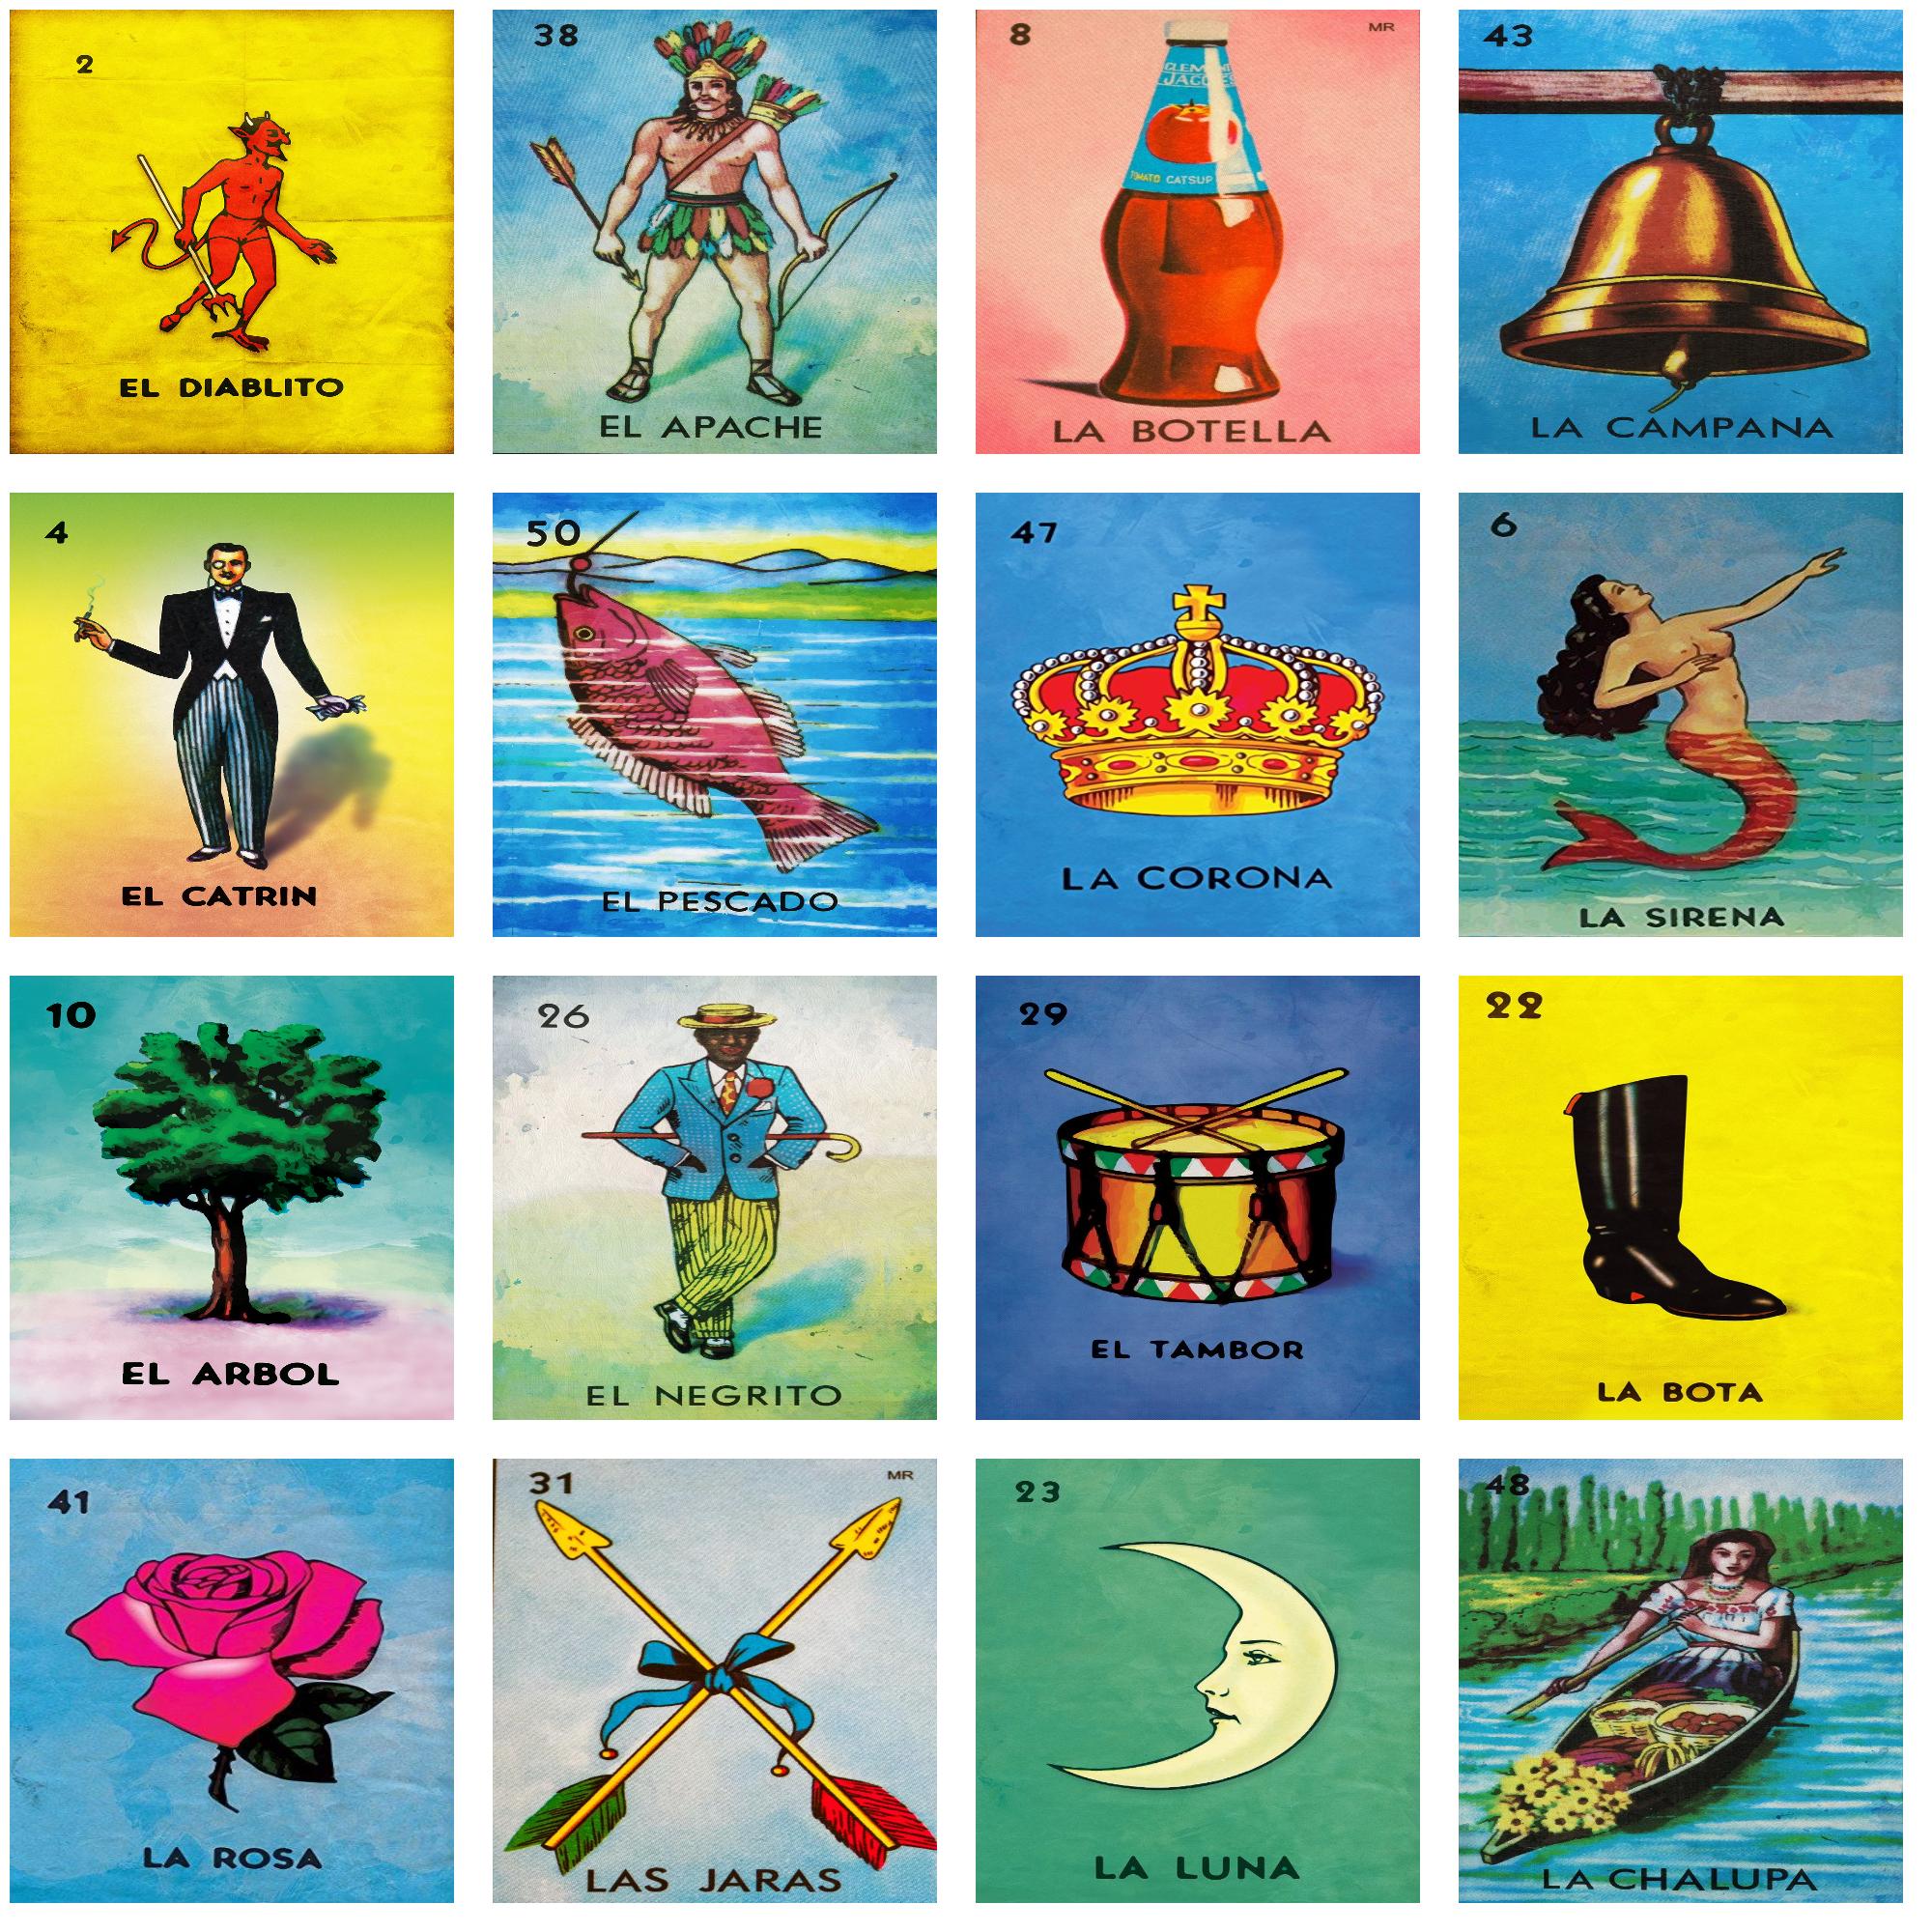 2
EL DIABLITO
38
EL APACHE
8
MR
CLEMENT
JACQUES
TOMATO CATSUP
LA BOTELLA
43
LA CAMPANA
4
EL CATRIN
50
EL PESCADO
47
LA CORONA
6
LA SIRENA
10
EL ARBOL
26
EL NEGRITO
29
EL TAMBOR
22
LA BOTA
41
LA ROSA
31
MR
LAS JARAS
23
LA LUNA
48
LA CHALUPA